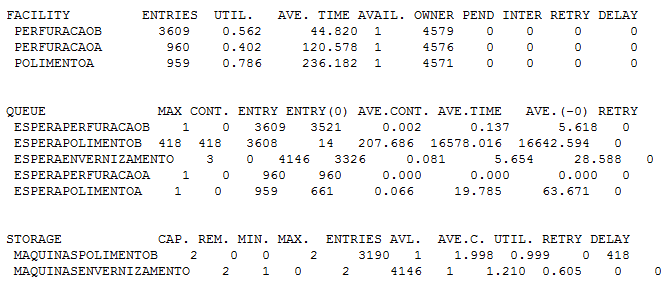 FACILITY ENTRIES UTIL. AVE. TIME AVAIL. OWNER PEND INTER RETRY DELAY
PERFURACAOB 3609 0.562 44.820 1 4579 0 0 0 0
PERFURACAOA 960 0.402 120.578 1 4576 0 0 0 0
POLIMENTOA 959 0.786 236.182 1 4571 0 0 0 0
QUEUE MAX CONT. ENTRY ENTRY(0) AVE.CONT. AVE.TIME AVE.(-0) RETRY
ESPERAPERFURACAOB 1 0 3609 3521 0.002 0.137 5.618 0
ESPERAPOLIMENTOB 418 418 3608 14 207.686 16578.016 16642.594 0
ESPERAENVERNIZAMENTO 3 0 4146 3326 0.081 5.654 28.588 0
ESPERAPERFURACAOA 1 0 960 960 0.000 0.000 0.000 0
ESPERAPOLIMENTOA 1 0 959 661 0.066 19.785 63.671 0
STORAGE CAP. REM. MIN. MAX. ENTRIES AVL. AVE.C. UTIL. RETRY DELAY
MAQUINASPOLIMENTOB 2 0 0 2 3190 1 1.998 0.999 0 418
MAQUINASENVERNIZAMENTO 2 1 0 2 4146 1 1.210 0.605 0 0